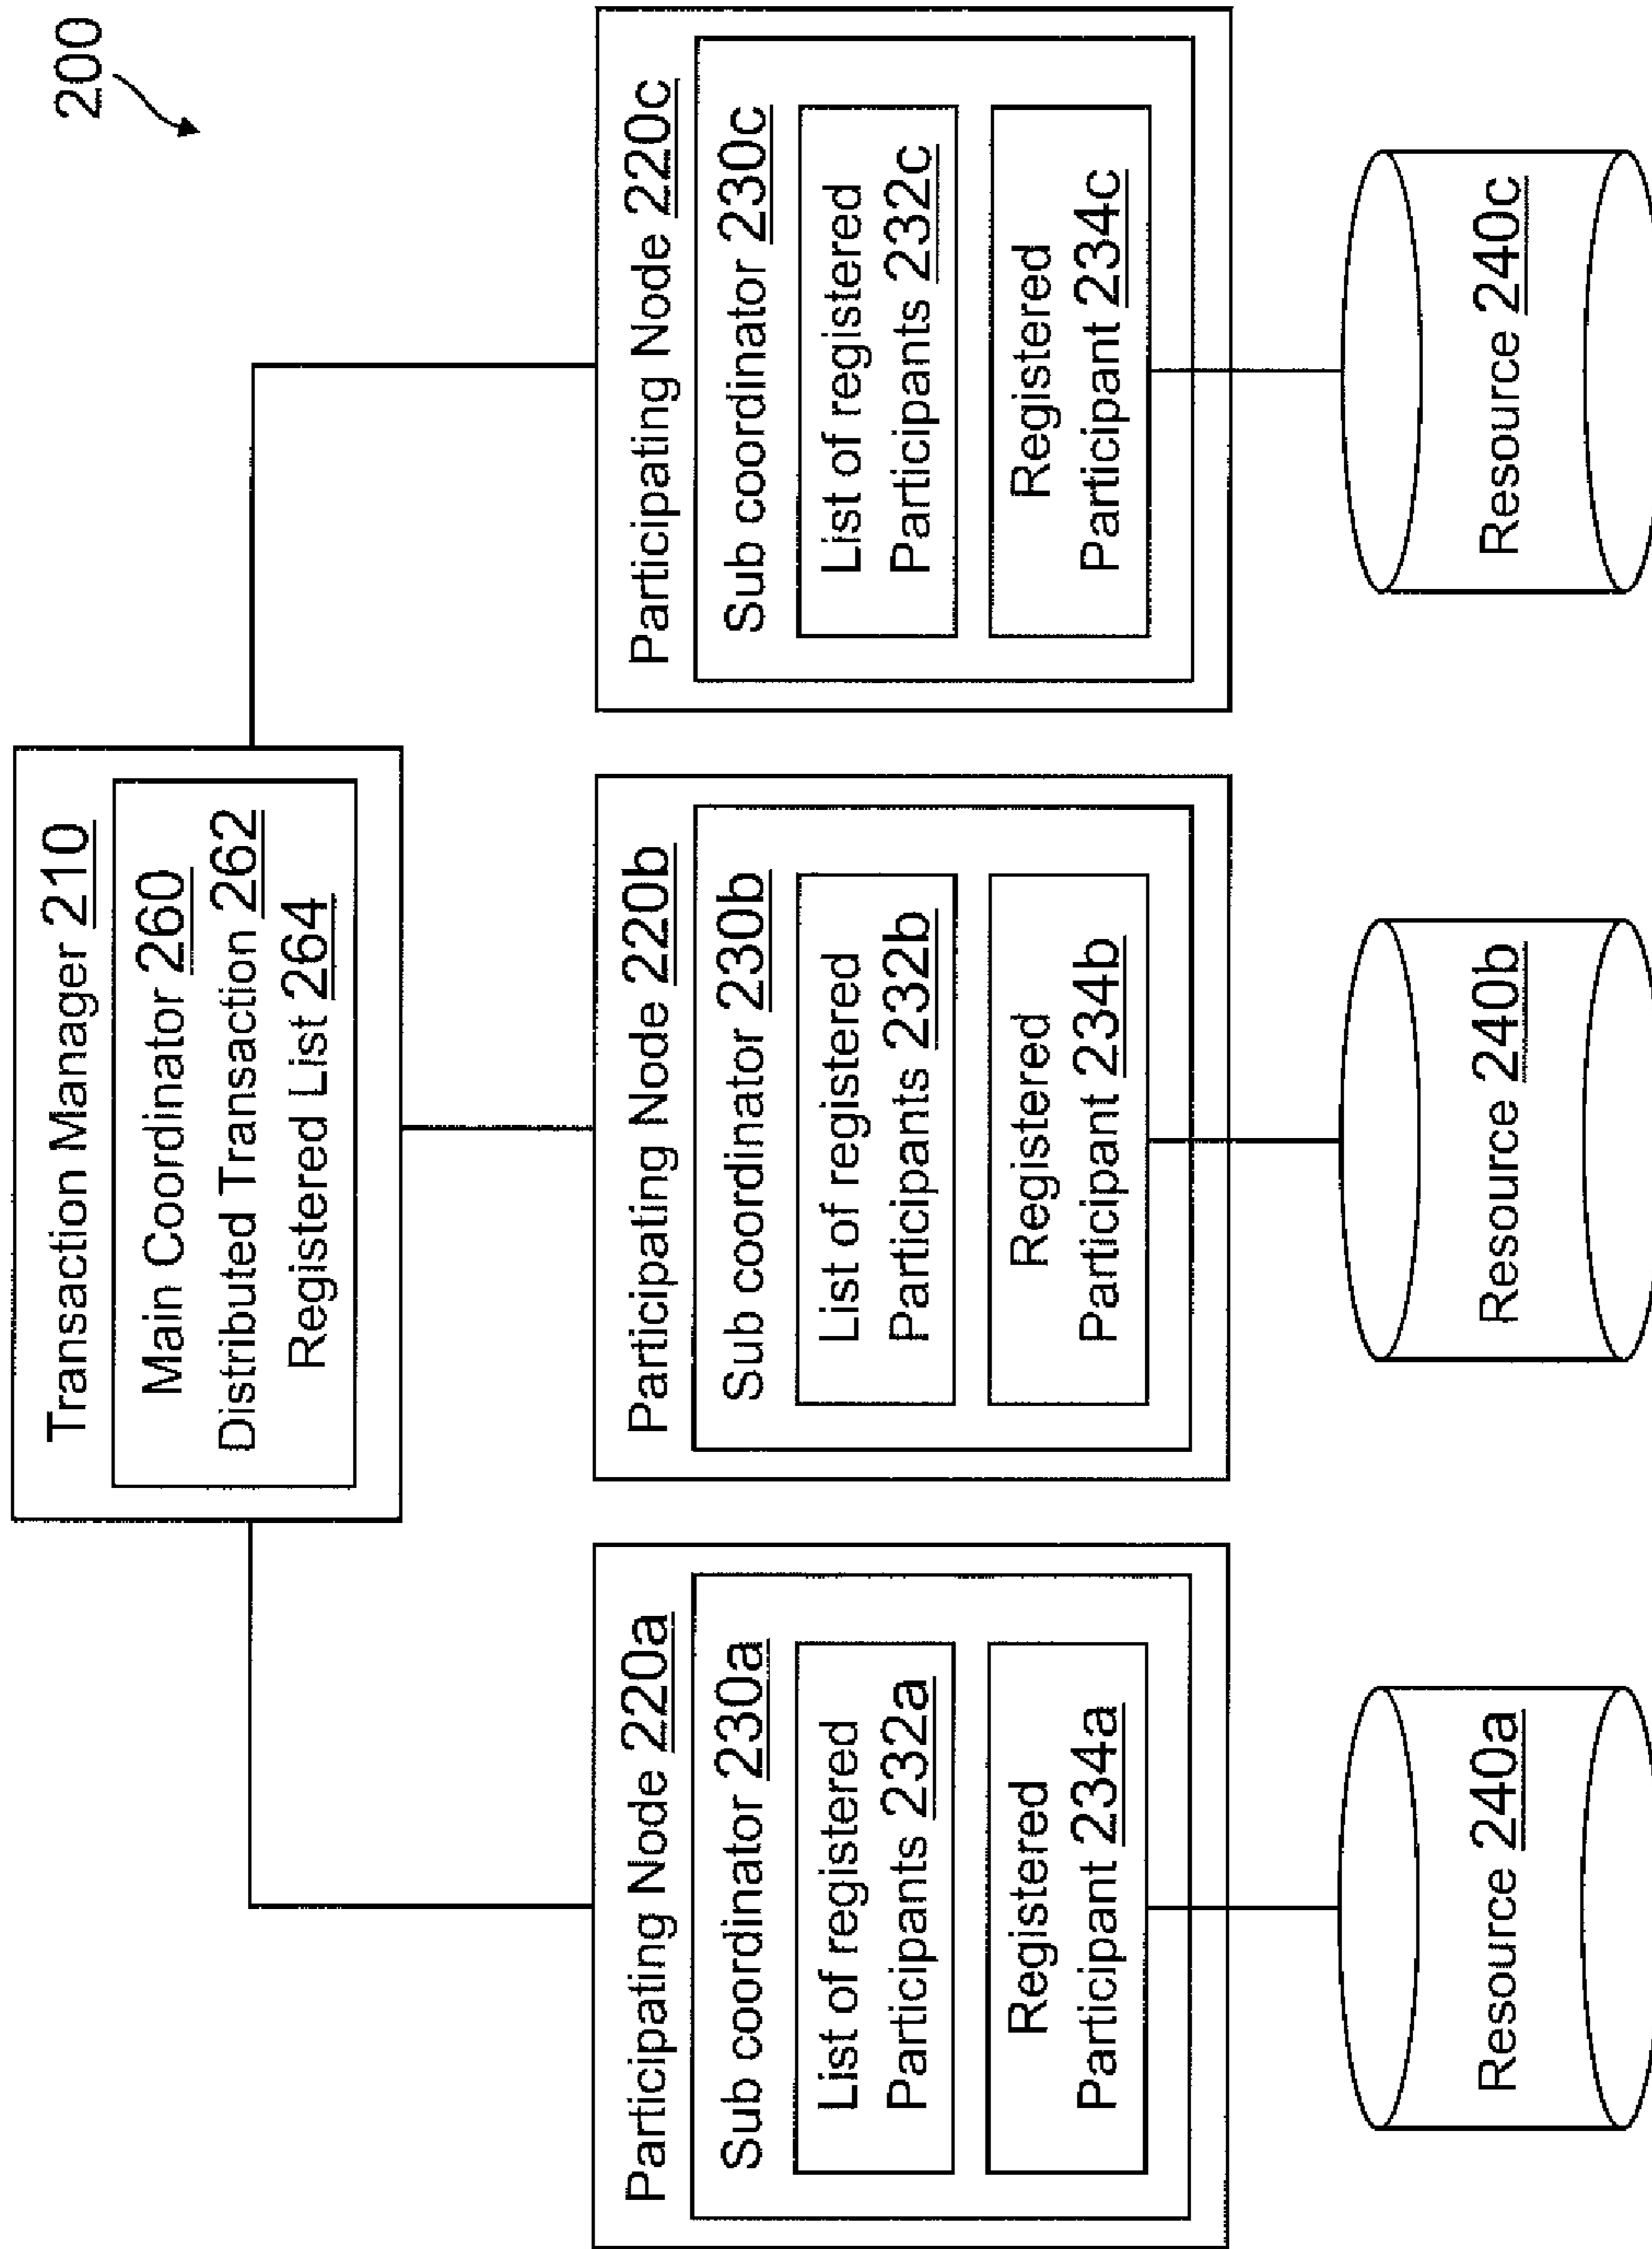 200
Transaction Manager 210
Main Coordinator 260
Distributed Transaction 262
Registered List 264
Participating Node 220a
Sub coordinator 230a
List of registered
Participants 232a
Registered
Participant 234a
Resource 240a
Participating Node 220b
Sub coordinator 230b
List of registered
Participants 232b
Registered
Participant 234b
Resource 240b
Participating Node 220c
Sub coordinator 230c
List of registered
Participants 232c
Registered
Participant 234c
Resource 240c